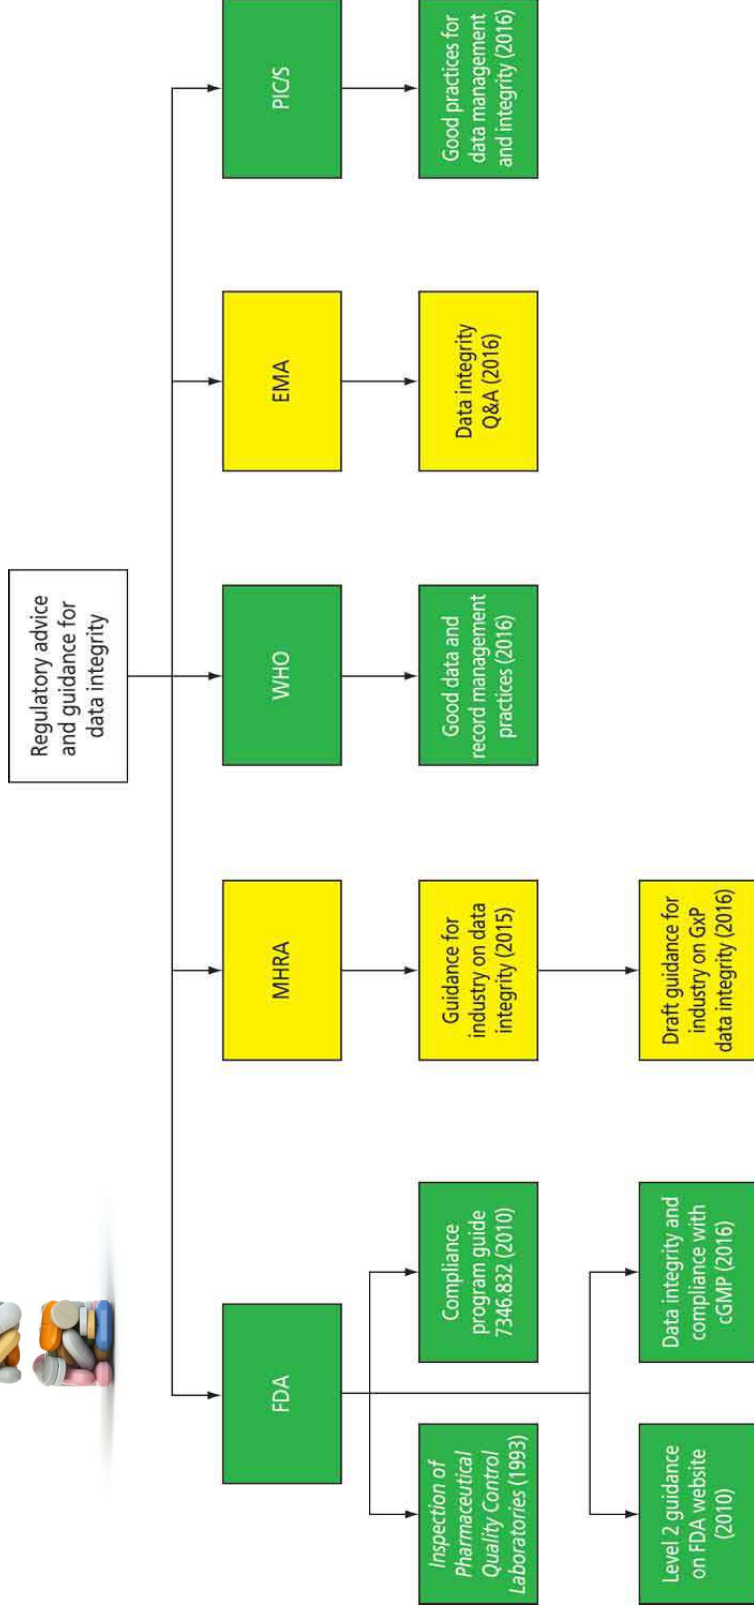 Regulatory advice
and guidance for
data integrity
FDA
MHRA
WHO
EMA
PIC/S
Inspection of
Pharmaceutical
Quality Control
Laboratories (1993)
Compliance
program guide
7346.832 (2010)
Guidance for
industry on data
integrity (2015)
Good data and
record management
practices (2016)
Data integrity
Q&A (2016)
Good practices for
data management
and integrity (2016)
Level 2 guidance
on FDA website
(2010)
Data integrity and
compliance with
cGMP (2016)
Draft guidance for
industry on GxP
data integrity (2016)